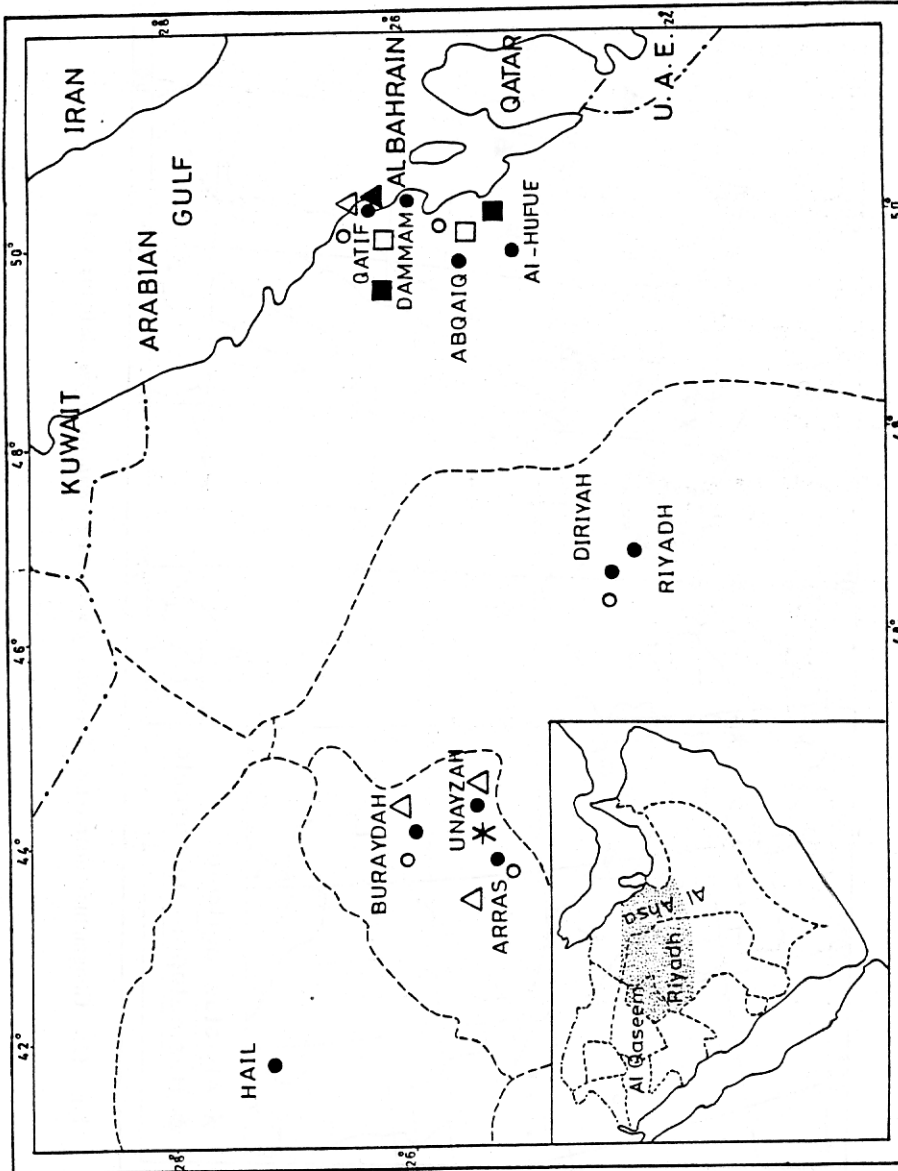 IRAN
ARABIAN
GULF
KUWAIT
QATIF
DAMMAM
AL BAHRAIN
QATAR
U. A. E.
ABQAIQ
Al-HUFUE
DIRIYAH
RIYADH
BURAYDAH
UNAYZAH
ARRAS
HAIL
Al Qaseem
Riyadh
Al
Ahsa
42°
44°
46°
48°
50°
28°
26°
26°